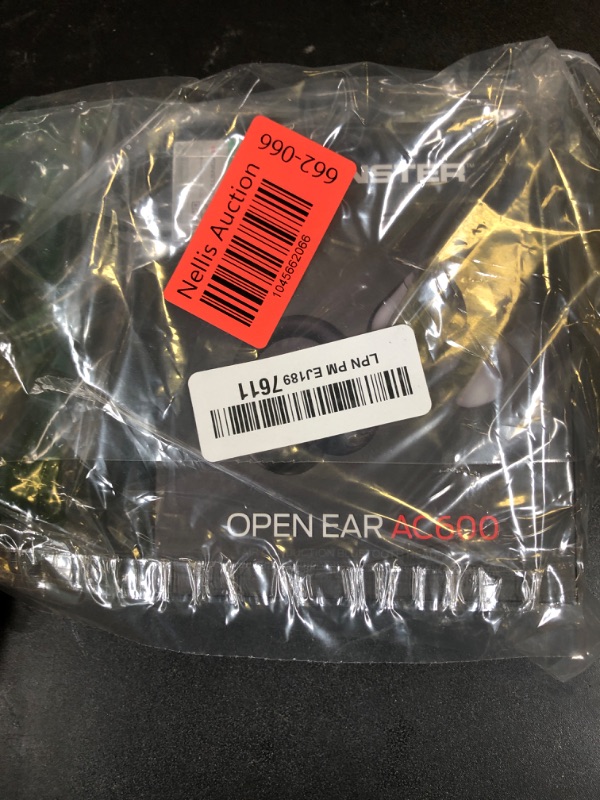 NSTER
662-066
Nellis Auction
1045662066
LPN PM EJ189 7611
OPEN EAR AC600